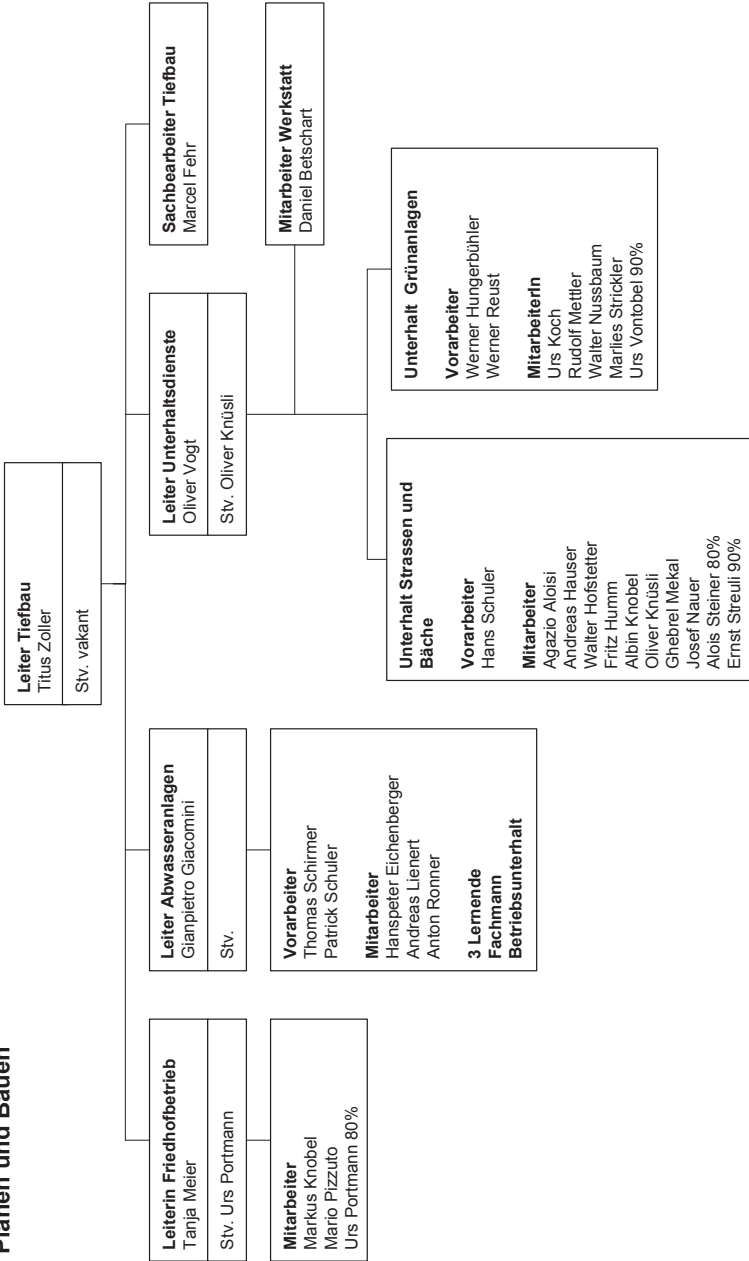 Planen und Bauen
Leiter Tiefbau
Titus Zoller
Stv. vakant
Leiterin Friedhofbetrieb
Tanja Meier
Stv. Urs Portmann
Mitarbeiter
Markus Knobel
Mario Pizzuto
Urs Portmann 80%
Leiter Abwasseranlagen
Gianpietro Giacomini
Stv.
Vorarbeiter
Thomas Schirmer
Patrick Schuler
Mitarbeiter
Hanspeter Eichenberger
Andreas Lienert
Anton Ronner
3 Lernende
Fachmann
Betriebsunterhalt
Leiter Unterhaltsdienste
Oliver Vogt
Stv. Oliver Knüsli
Sachbearbeiter Tiefbau
Marcel Fehr
Mitarbeiter Werkstatt
Daniel Betschart
Unterhalt Strassen und
Bäche
Vorarbeiter
Hans Schuler
Mitarbeiter
Agazio Aloisi
Andreas Hauser
Walter Hofstetter
Fritz Humm
Albin Knobel
Oliver Knüsli
Ghebrel Mekal
Josef Nauer
Alois Steiner 80%
Ernst Streuli 90%
Unterhalt Grünanlagen
Vorarbeiter
Werner Hungerbühler
Werner Reust
MitarbeiterIn
Urs Koch
Rudolf Mettler
Walter Nussbaum
Marlies Strickler
Urs Vontobel 90%